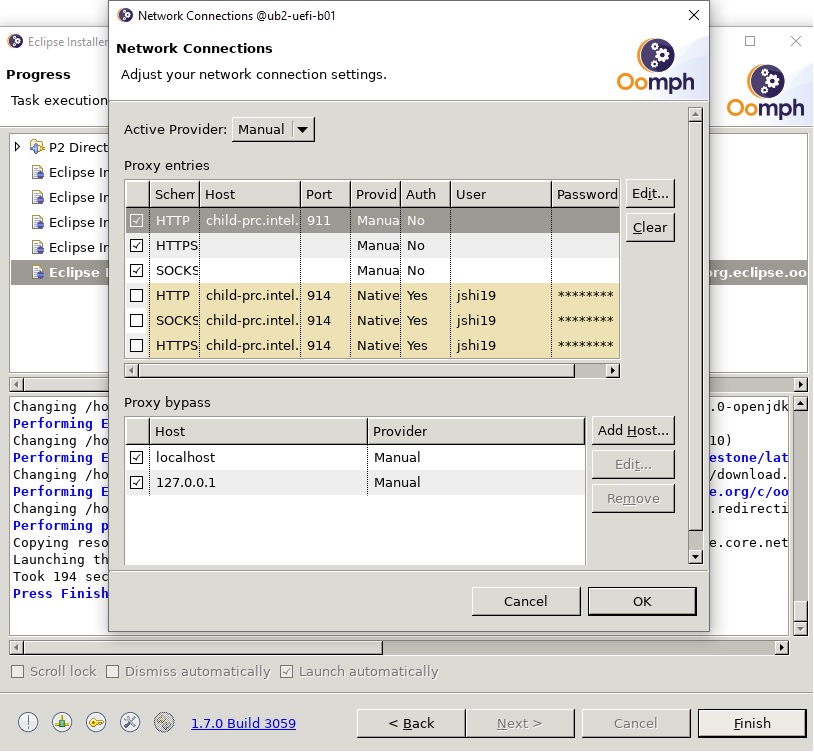 Network Connections @ub2-uefi-b01
Eclipse Installer
Network Connections
Adjust your network connection settings.
Oomph
Progress
Task execution
Oomph
Active Provider: Manual
Proxy entries
Schem Host Port Provid Auth User Password
HTTP child-prc.intel. 911 Manua No
HTTPS Manua No
SOCKS Manua No
HTTP child-prc.intel. 914 Native Yes jshi19 ********
SOCKS child-prc.intel. 914 Native Yes jshi19 ********
HTTPS child-prc.intel. 914 Native Yes jshi19 ********
Edit...
Clear
P2 Direct
Eclipse In
Eclipse In
Eclipse In
Eclipse In
Eclipse I org.eclipse.oo
Proxy bypass
Host Provider
localhost Manual
127.0.0.1 Manual
Add Host...
Edit...
Remove
Cancel OK
Changing /ho .0-openjdk
Performing E
Changing /ho 10)
Performing E estone/lat
Changing /ho /download.
Performing E e.org/c/oo
Changing /ho .redirecti
Performing p
Copying reso e.core.net
Launching th
Took 194 sec
Press Finish
Scroll lock Dismiss automatically Launch automatically
1.7.0 Build 3059 < Back Next > Cancel Finish